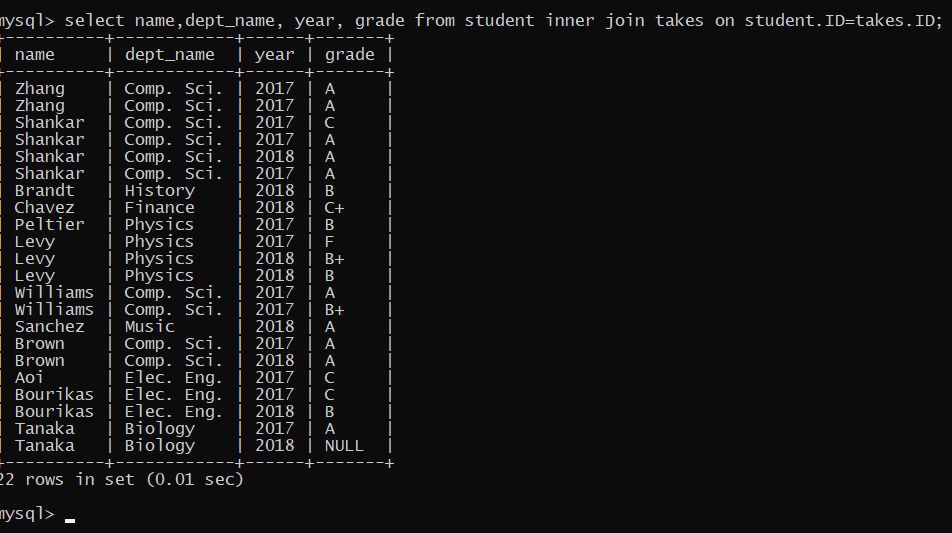 mysql> select name,dept_name, year, grade from student inner join takes on student.ID=takes.ID;
+----------+------------+------+-------+
| name     | dept_name  | year | grade |
+----------+------------+------+-------+
| Zhang    | Comp. Sci. | 2017 | A     |
| Zhang    | Comp. Sci. | 2017 | A     |
| Shankar  | Comp. Sci. | 2017 | C     |
| Shankar  | Comp. Sci. | 2017 | A     |
| Shankar  | Comp. Sci. | 2018 | A     |
| Shankar  | Comp. Sci. | 2017 | A     |
| Brandt   | History    | 2018 | B     |
| Chavez   | Finance    | 2018 | C+    |
| Peltier  | Physics    | 2017 | B     |
| Levy     | Physics    | 2017 | F     |
| Levy     | Physics    | 2018 | B+    |
| Levy     | Physics    | 2018 | B     |
| Williams | Comp. Sci. | 2017 | A     |
| Williams | Comp. Sci. | 2017 | B+    |
| Sanchez  | Music      | 2018 | A     |
| Brown    | Comp. Sci. | 2017 | A     |
| Brown    | Comp. Sci. | 2018 | A     |
| Aoi      | Elec. Eng. | 2017 | C     |
| Bourikas | Elec. Eng. | 2017 | C     |
| Bourikas | Elec. Eng. | 2018 | B     |
| Tanaka   | Biology    | 2017 | A     |
| Tanaka   | Biology    | 2018 | NULL  |
+----------+------------+------+-------+
22 rows in set (0.01 sec)
mysql>